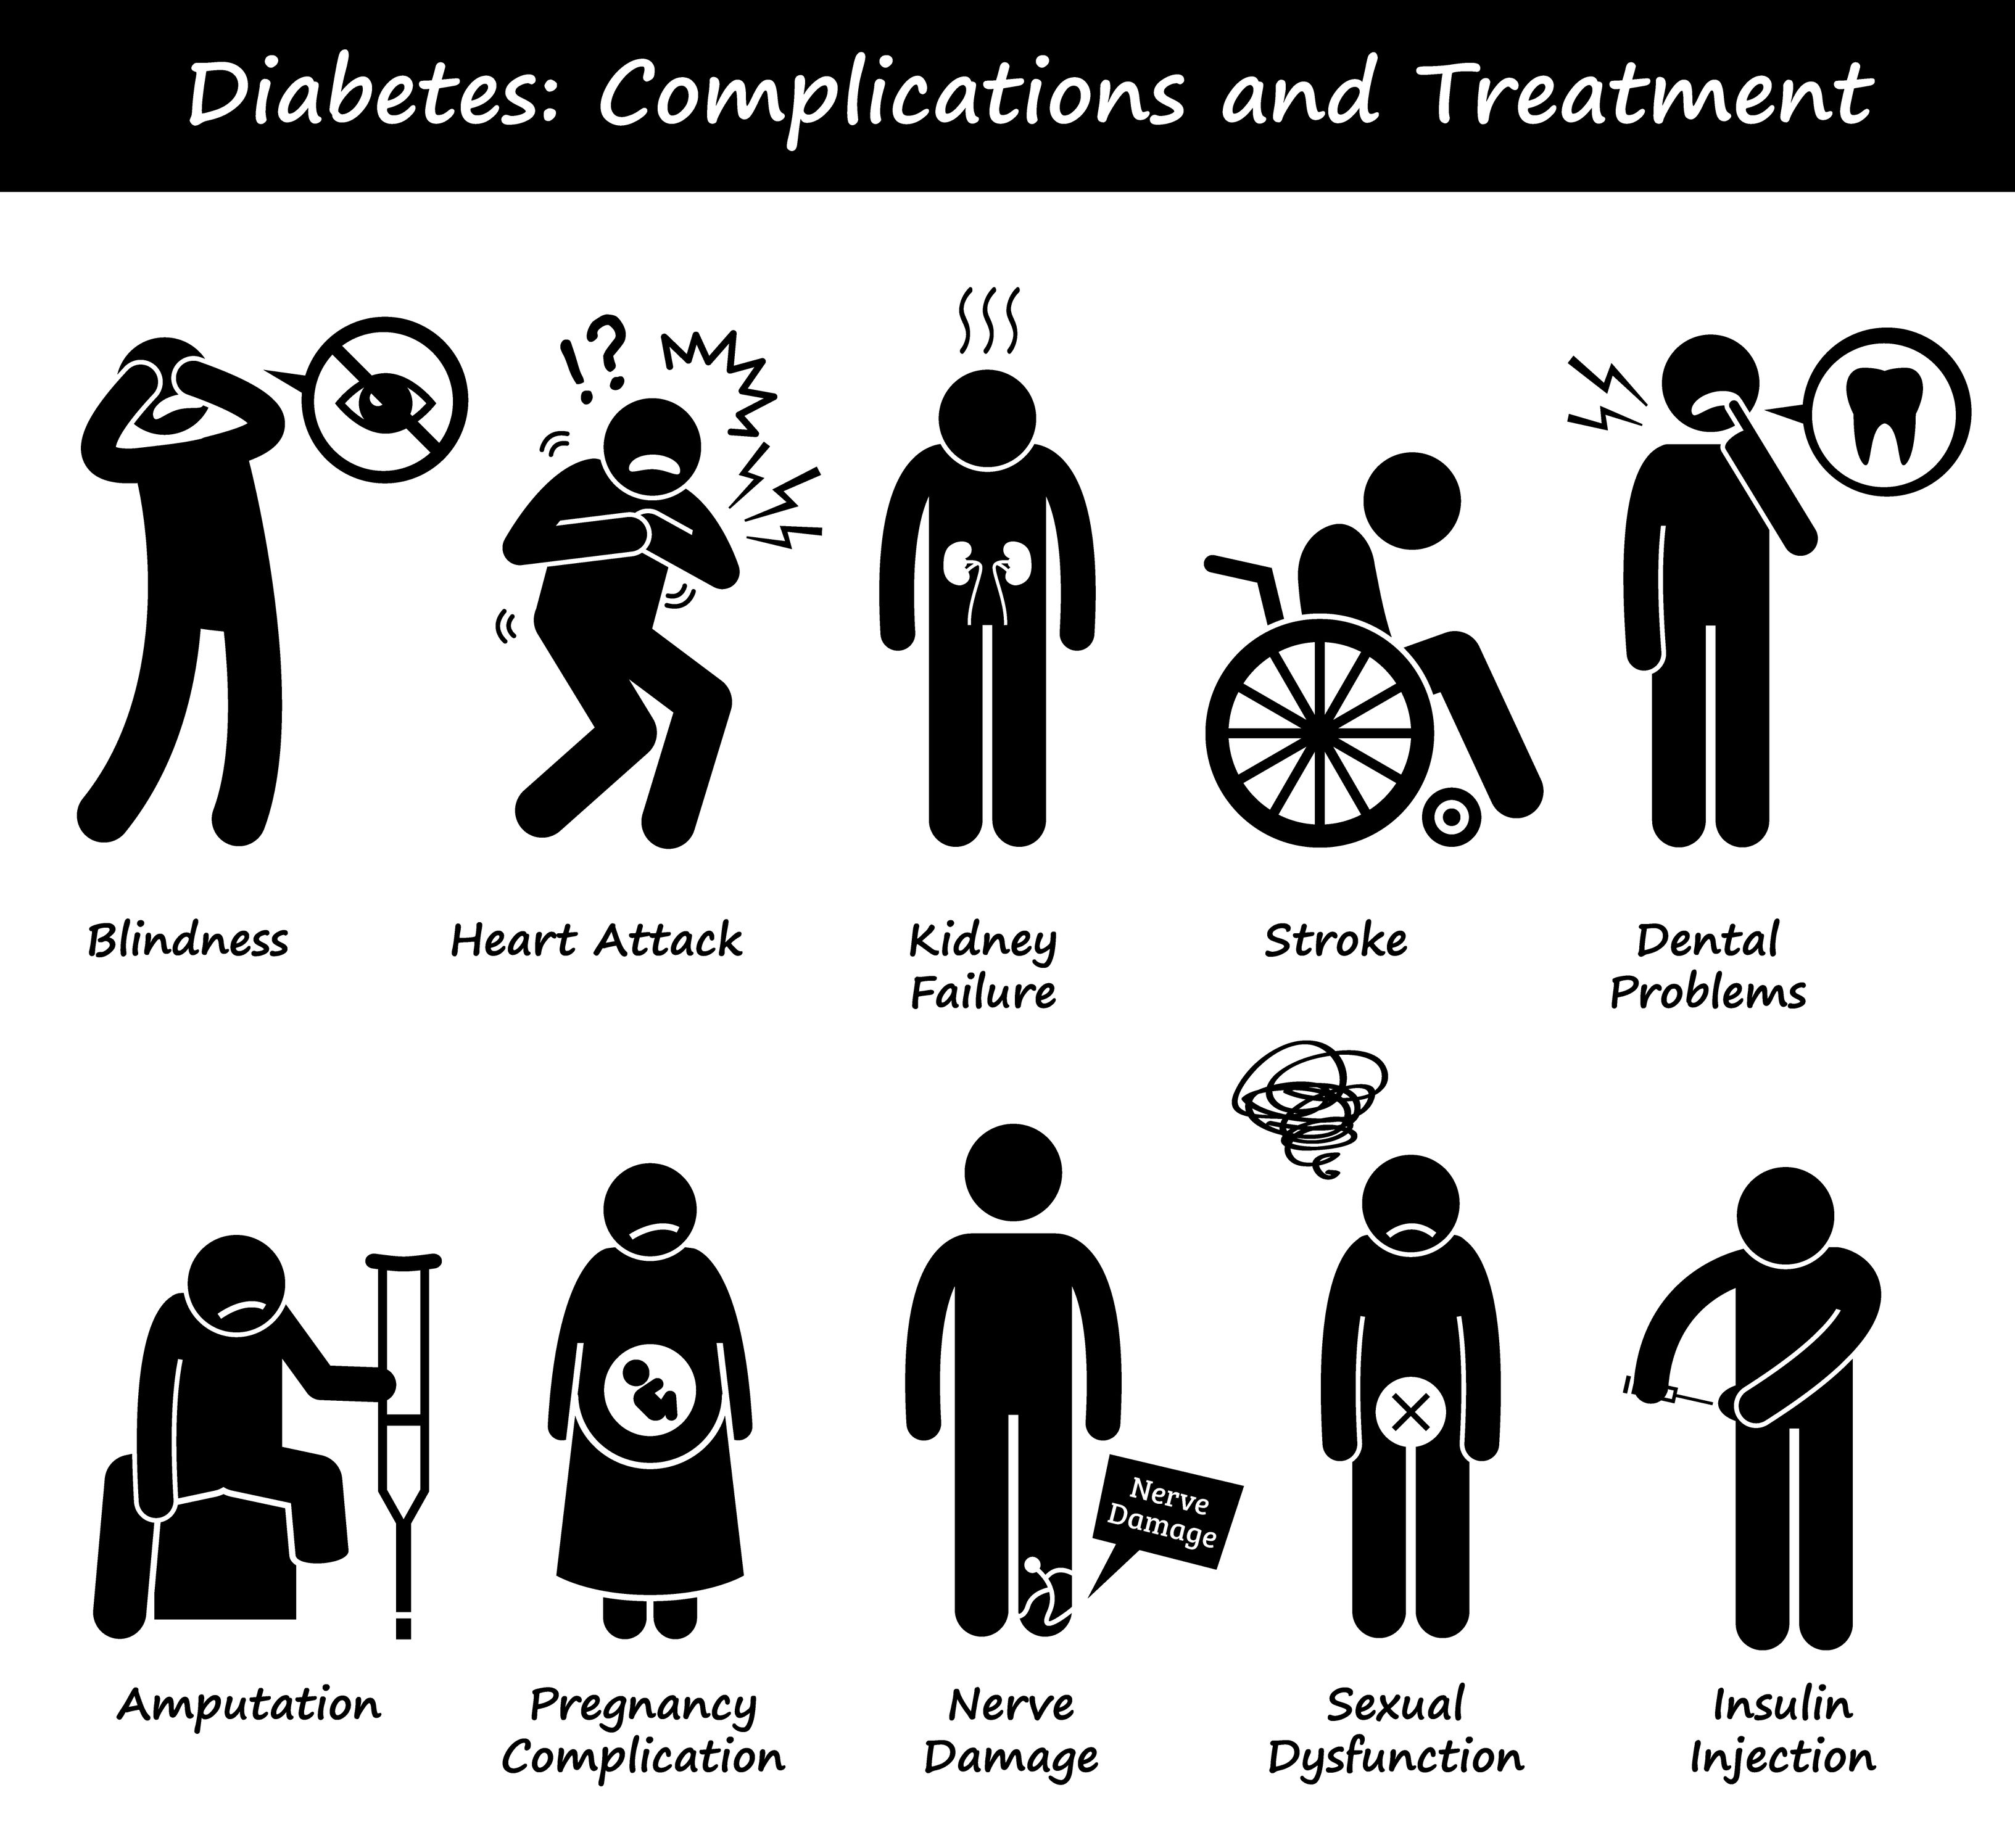 Diabetes: Complications and Treatment
!?
Blindness
Heart Attack
Kidney
Failure
Stroke
Dental
Problems
Nerve
Damage
Amputation
Pregnancy
Complication
Nerve
Damage
Sexual
Dysfunction
Insulin
Injection